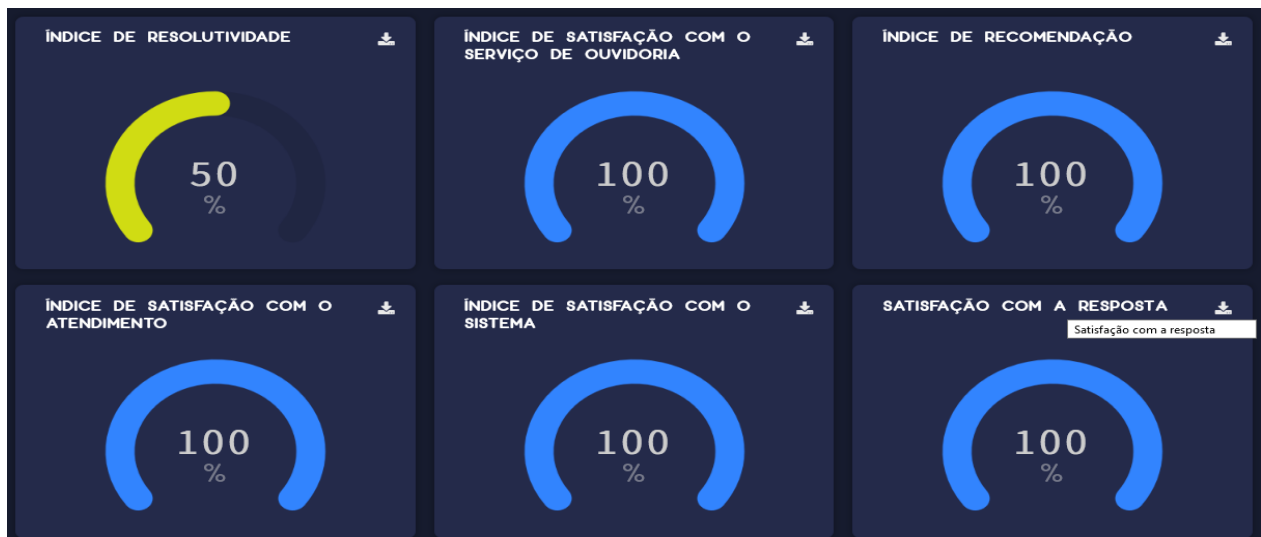 ÍNDICE DE RESOLUTIVIDADE
50
%
ÍNDICE DE SATISFAÇÃO COM O
SERVIÇO DE OUVIDORIA
100
%
ÍNDICE DE RECOMENDAÇÃO
100
%
ÍNDICE DE SATISFAÇÃO COM O
ATENDIMENTO
100
%
ÍNDICE DE SATISFAÇÃO COM O
SISTEMA
100
%
SATISFAÇÃO COM A RESPOSTA
Satisfação com a resposta
100
%